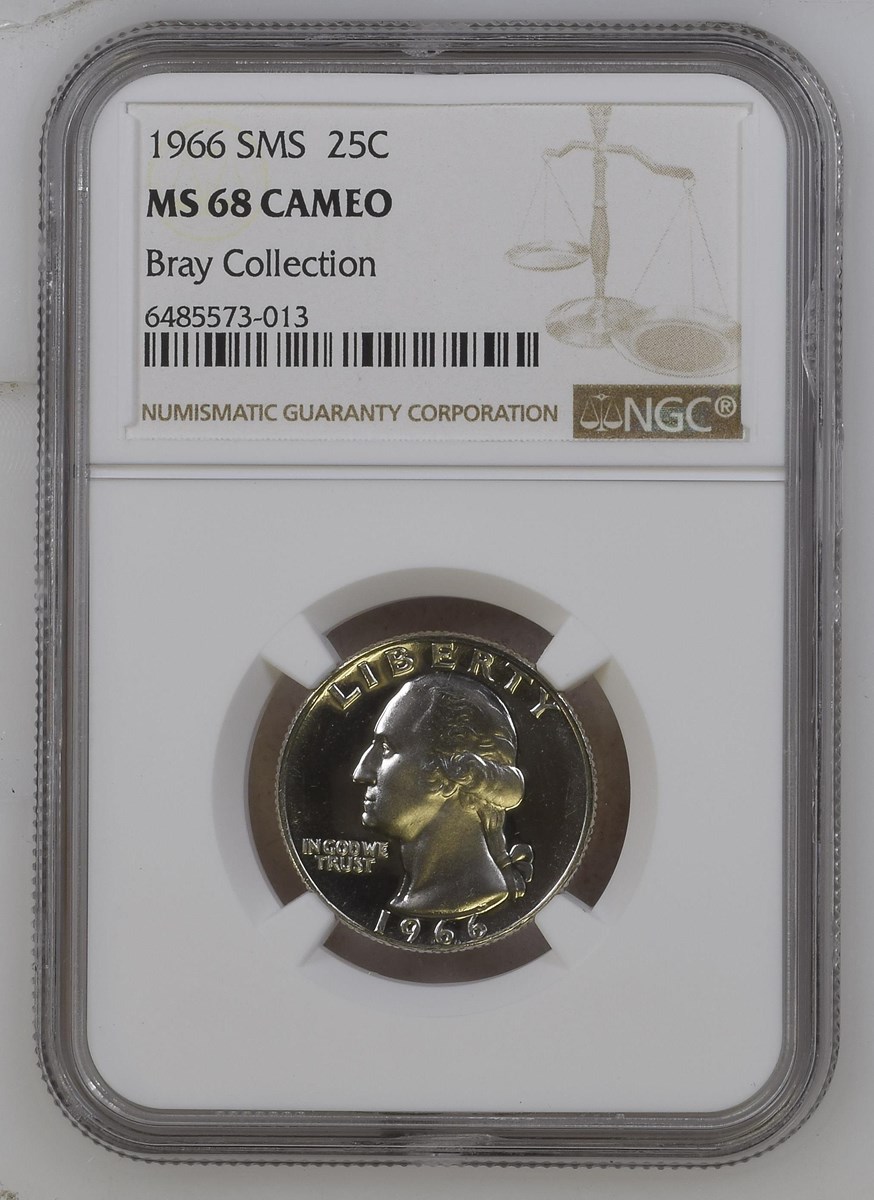 1966 SMS 25C
MS 68 CAMEO
Bray Collection
6485573-013
NUMISMATIC GUARANTY CORPORATION
NGC®
LIBERTY
IN GOD WE
TRUST
1966